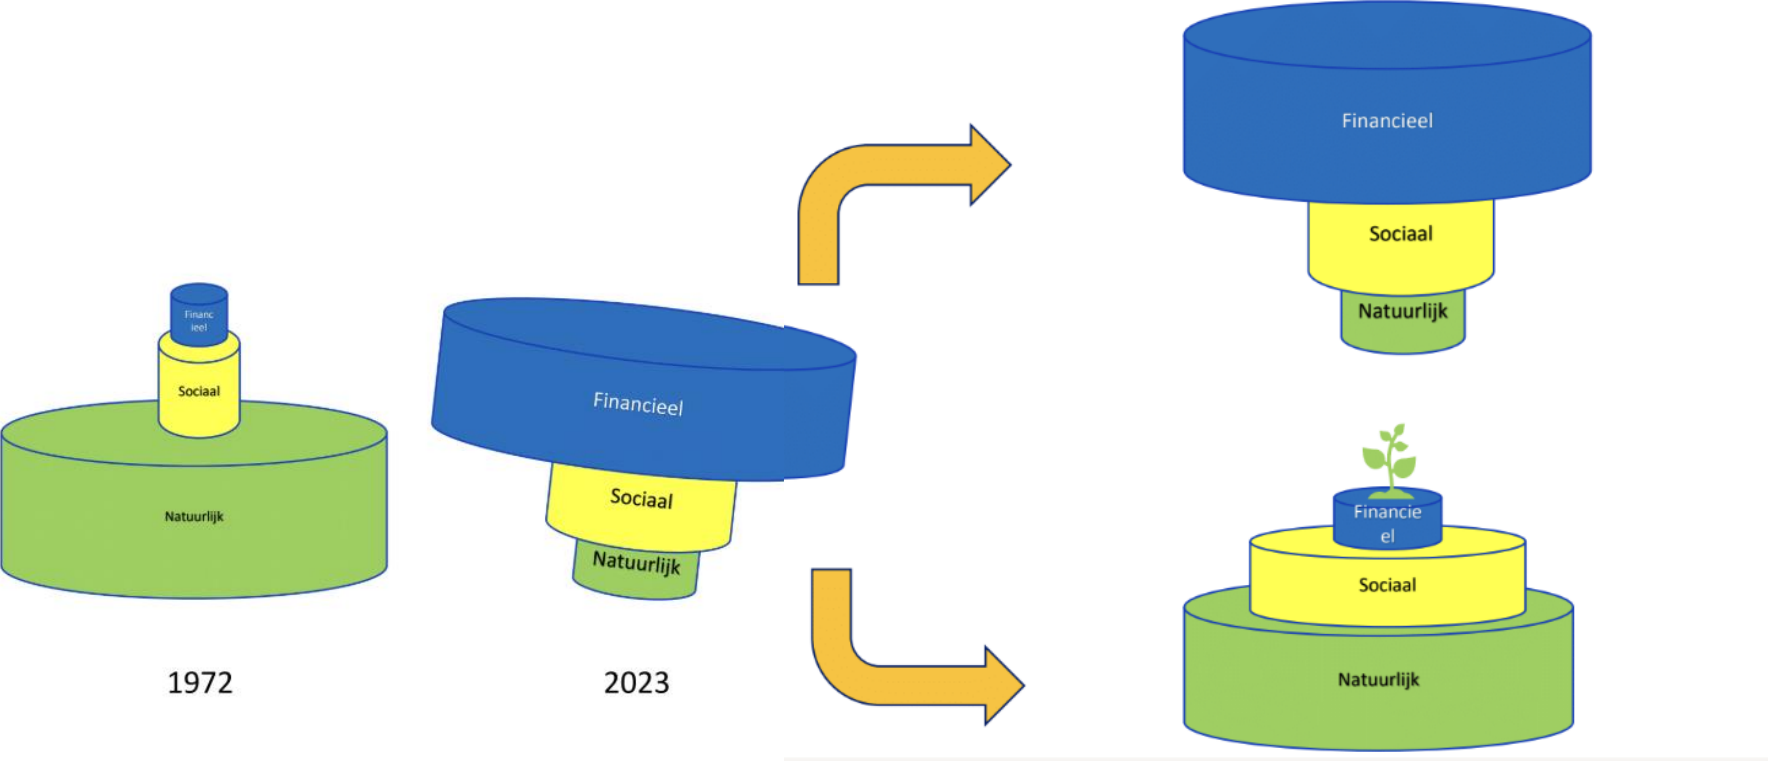 Financ
ieel
Sociaal
Natuurlijk
1972
Financieel
Sociaal
Natuurlijk
2023
Financieel
Sociaal
Natuurlijk
Financie
el
Sociaal
Natuurlijk